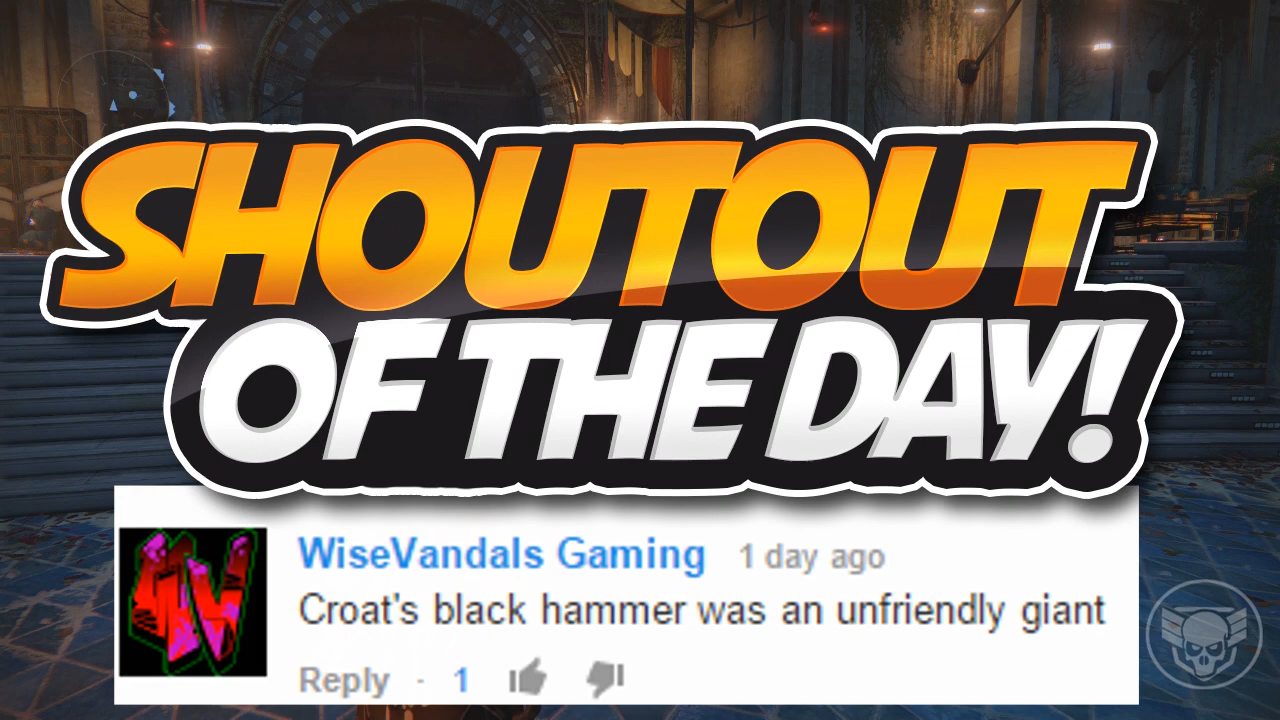 SHOUTOUT
OF THE DAY!
WiseVandals Gaming 1 day ago
Croat's black hammer was an unfriendly giant
Reply · 1